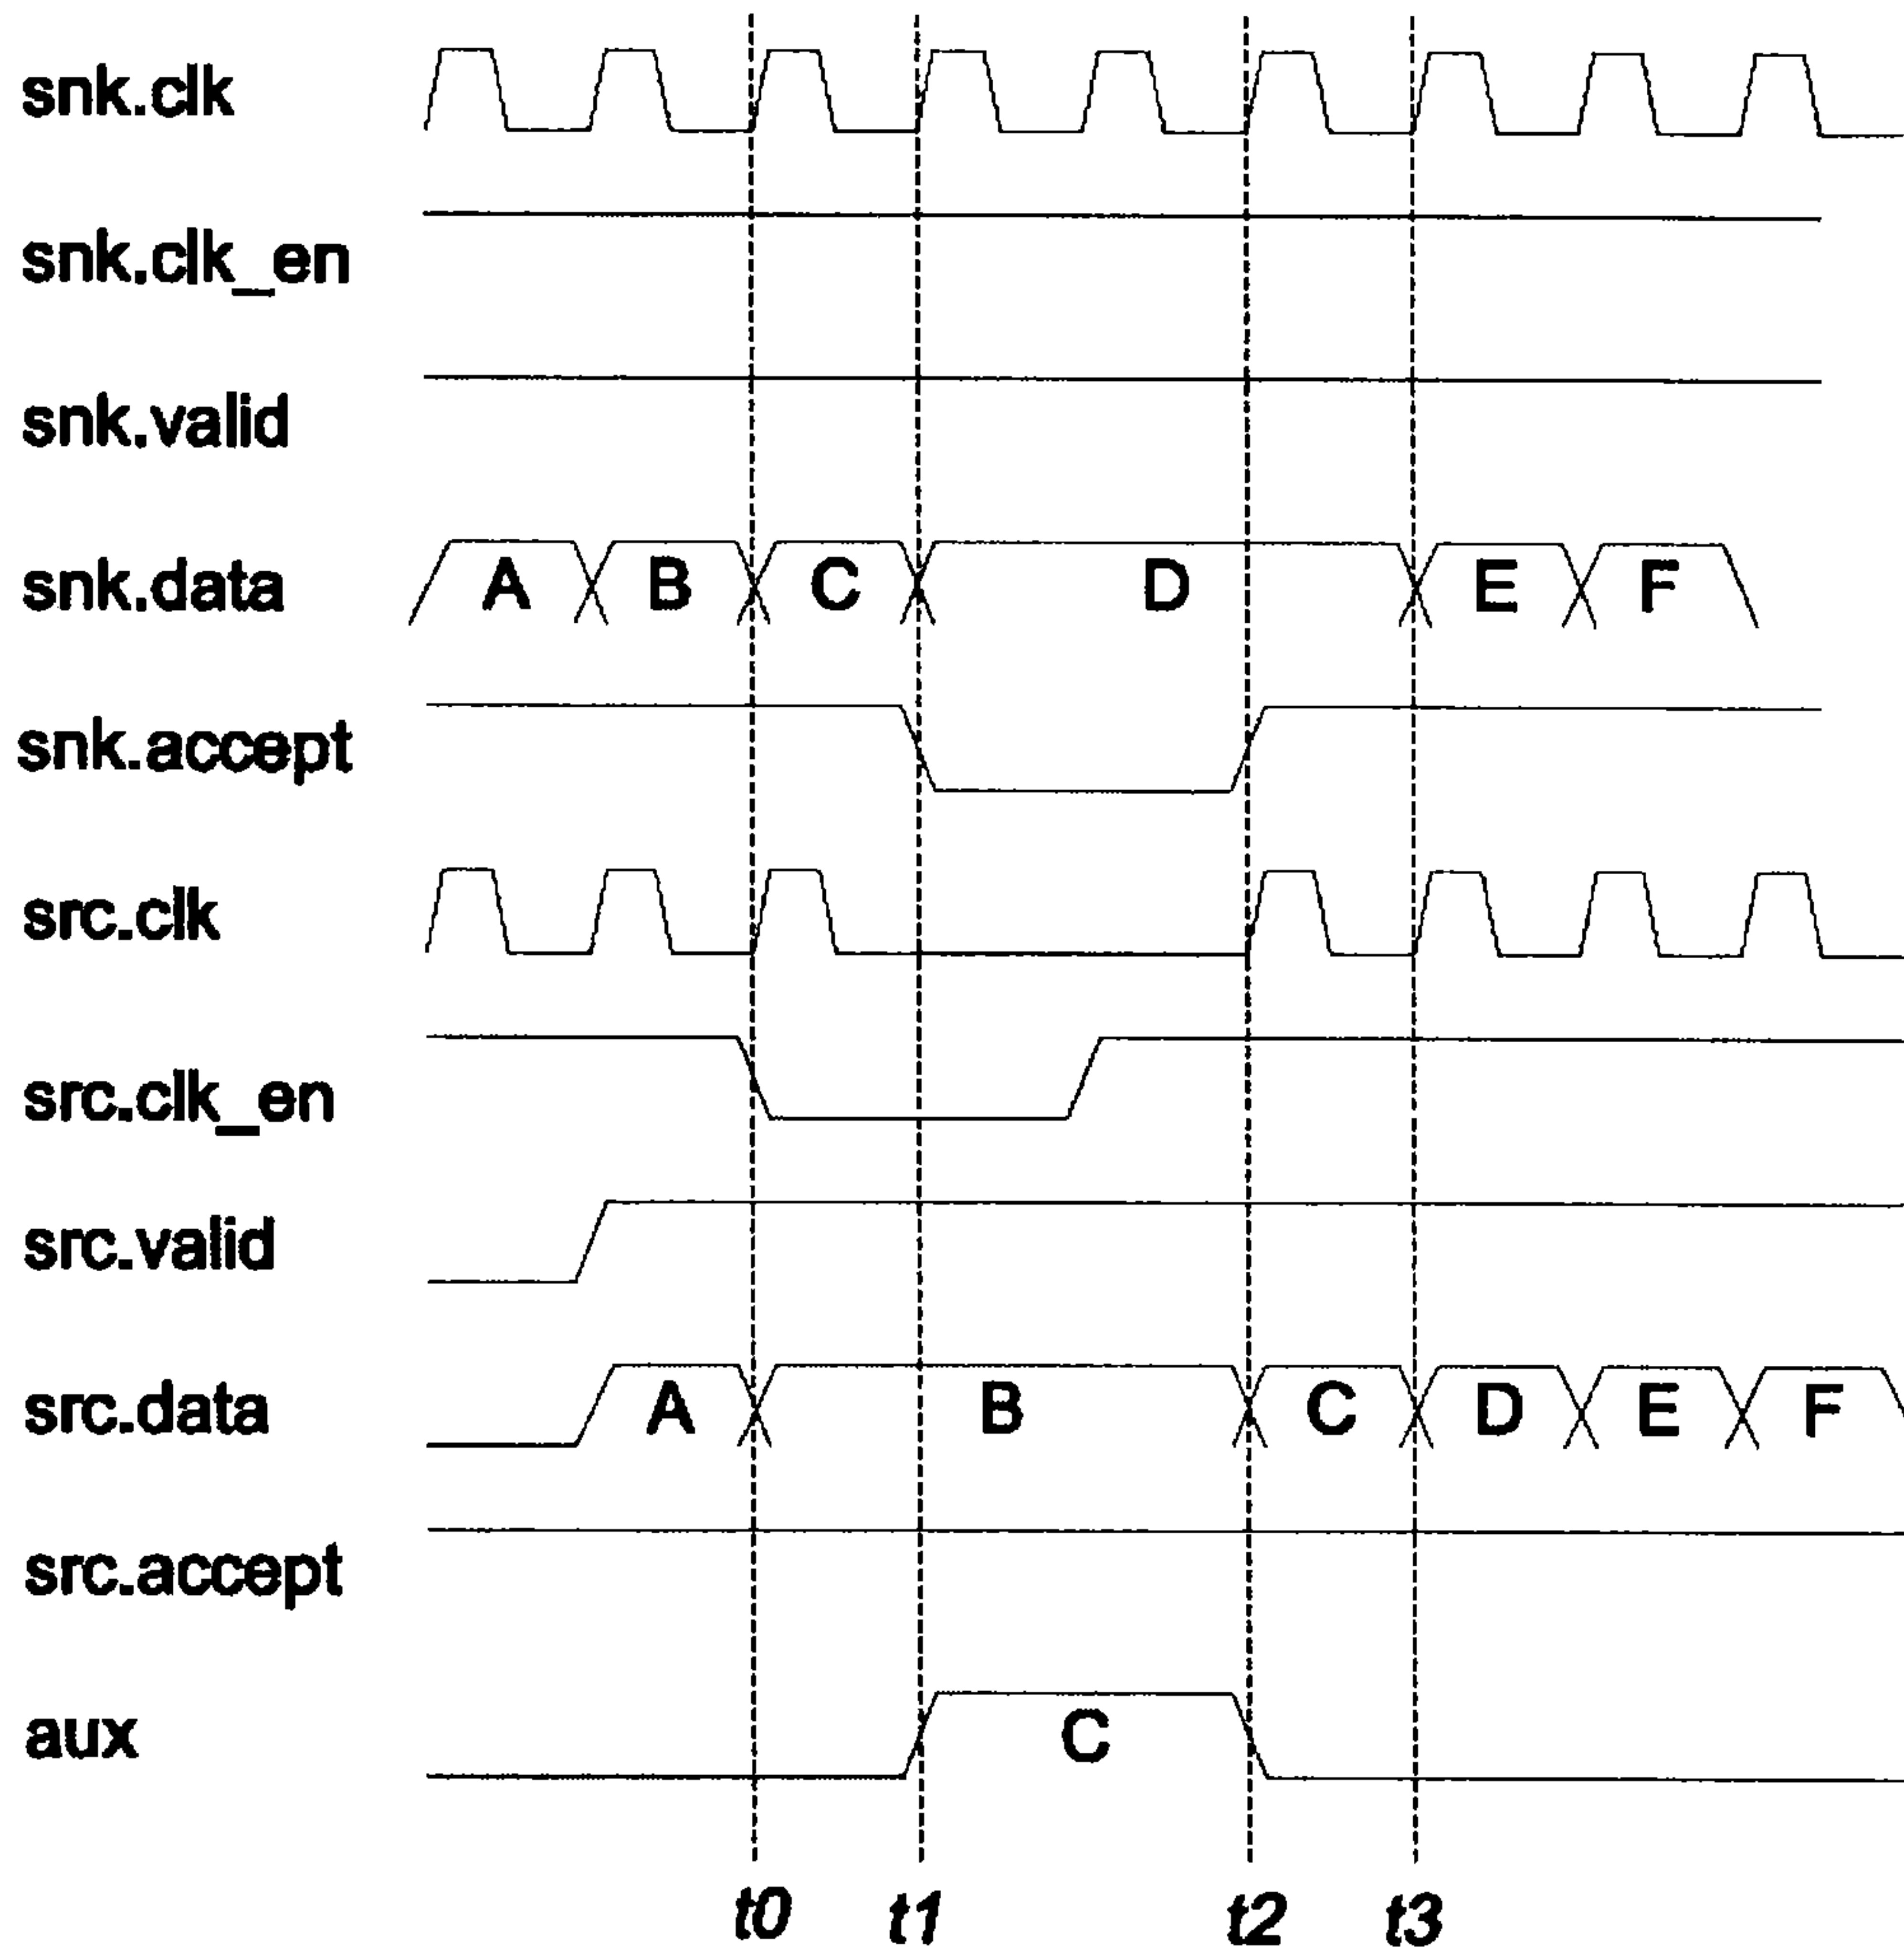 snk.clk
snk.clk_en
snk.valid
snk.data A B C D E F
snk.accept
src.clk
src.clk_en
src.valid
src.data A B C D E F
src.accept
aux C
t0 t1 t2 t3